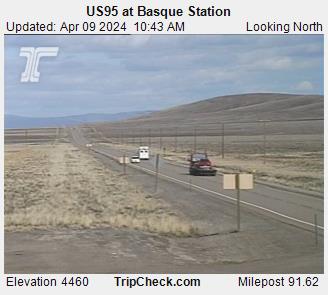 US95 at Basque Station
Updated: Apr 09 2024 10:43 AM Looking North
Elevation 4460 TripCheck.com Milepost 91.62